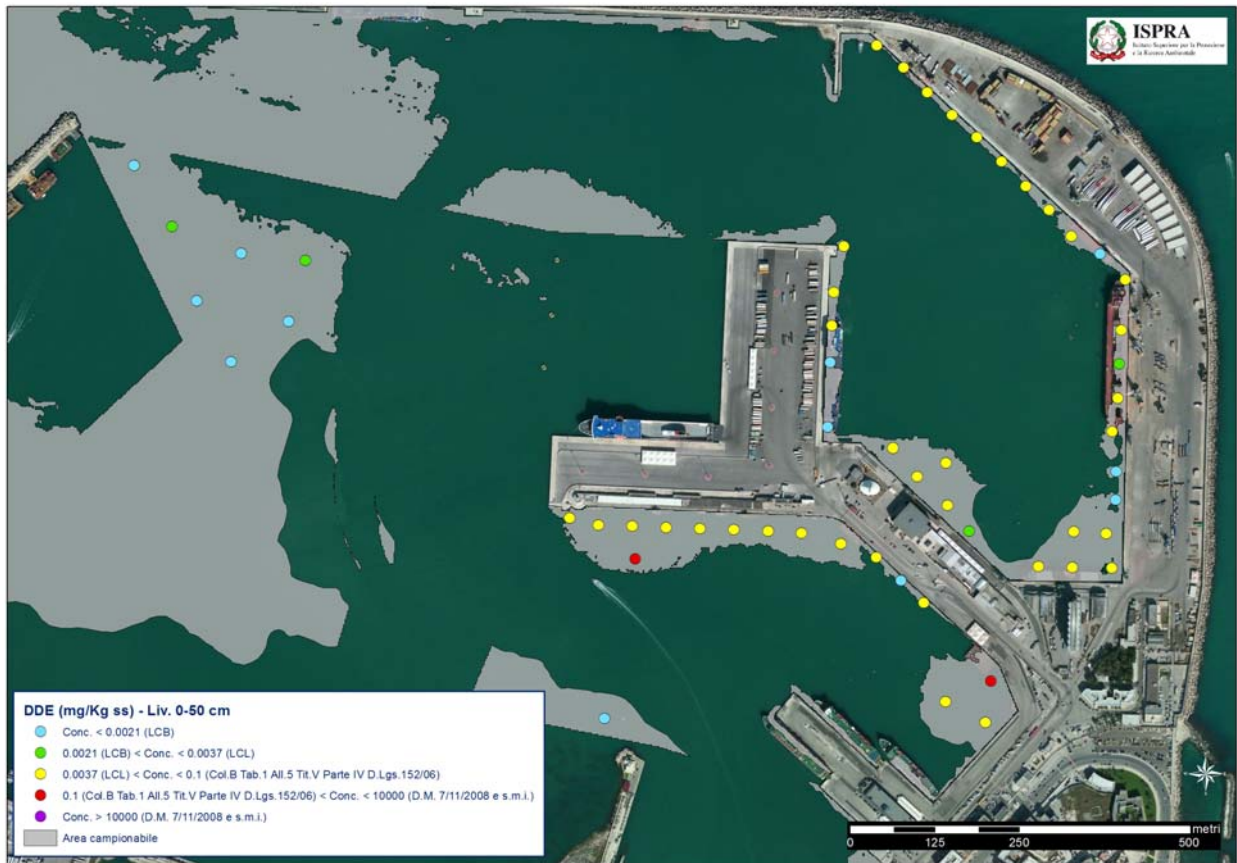 ISPRA
Istituto Superiore per la Protezione
e la Ricerca Ambientale
DDE (mg/Kg ss) - Liv. 0-50 cm
Conc. < 0.0021 (LCB)
0.0021 (LCB) < Conc. < 0.0037 (LCL)
0.0037 (LCL) < Conc. < 0.1 (Col.B Tab.1 All.5 Tit.V Parte IV D.Lgs.152/06)
0.1 (Col.B Tab.1 All.5 Tit.V Parte IV D.Lgs.152/06) < Conc. < 10000 (D.M. 7/11/2008 e s.m.i.)
Conc. > 10000 (D.M. 7/11/2008 e s.m.i.)
Area campionabile
metri
0 125 250 500